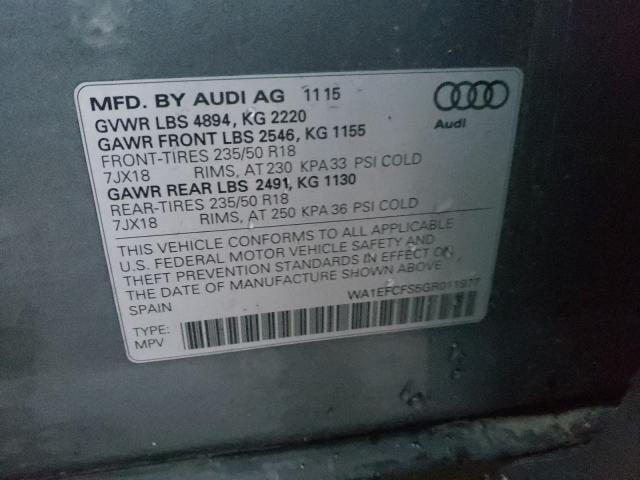 MFD. BY AUDI AG 11 15
Audi
GVWR LBS 4894, KG 2220
GAWR FRONT LBS 2546, KG 1155
FRONT-TIRES 235/50 R18
7JX18 RIMS, AT 230 KPA 33 PSI COLD
GAWR REAR LBS 2491, KG 1130
REAR-TIRES 235/50 R18
7JX18 RIMS, AT 250 KPA 36 PSI COLD
THIS VEHICLE CONFORMS TO ALL APPLICABLE
U.S. FEDERAL MOTOR VEHICLE SAFETY AND
THEFT PREVENTION STANDARDS IN EFFECT ON
THE DATE OF MANUFACTURE SHOWN ABOVE
SPAIN WA1EFCFS5GR011977
TYPE:
MPV